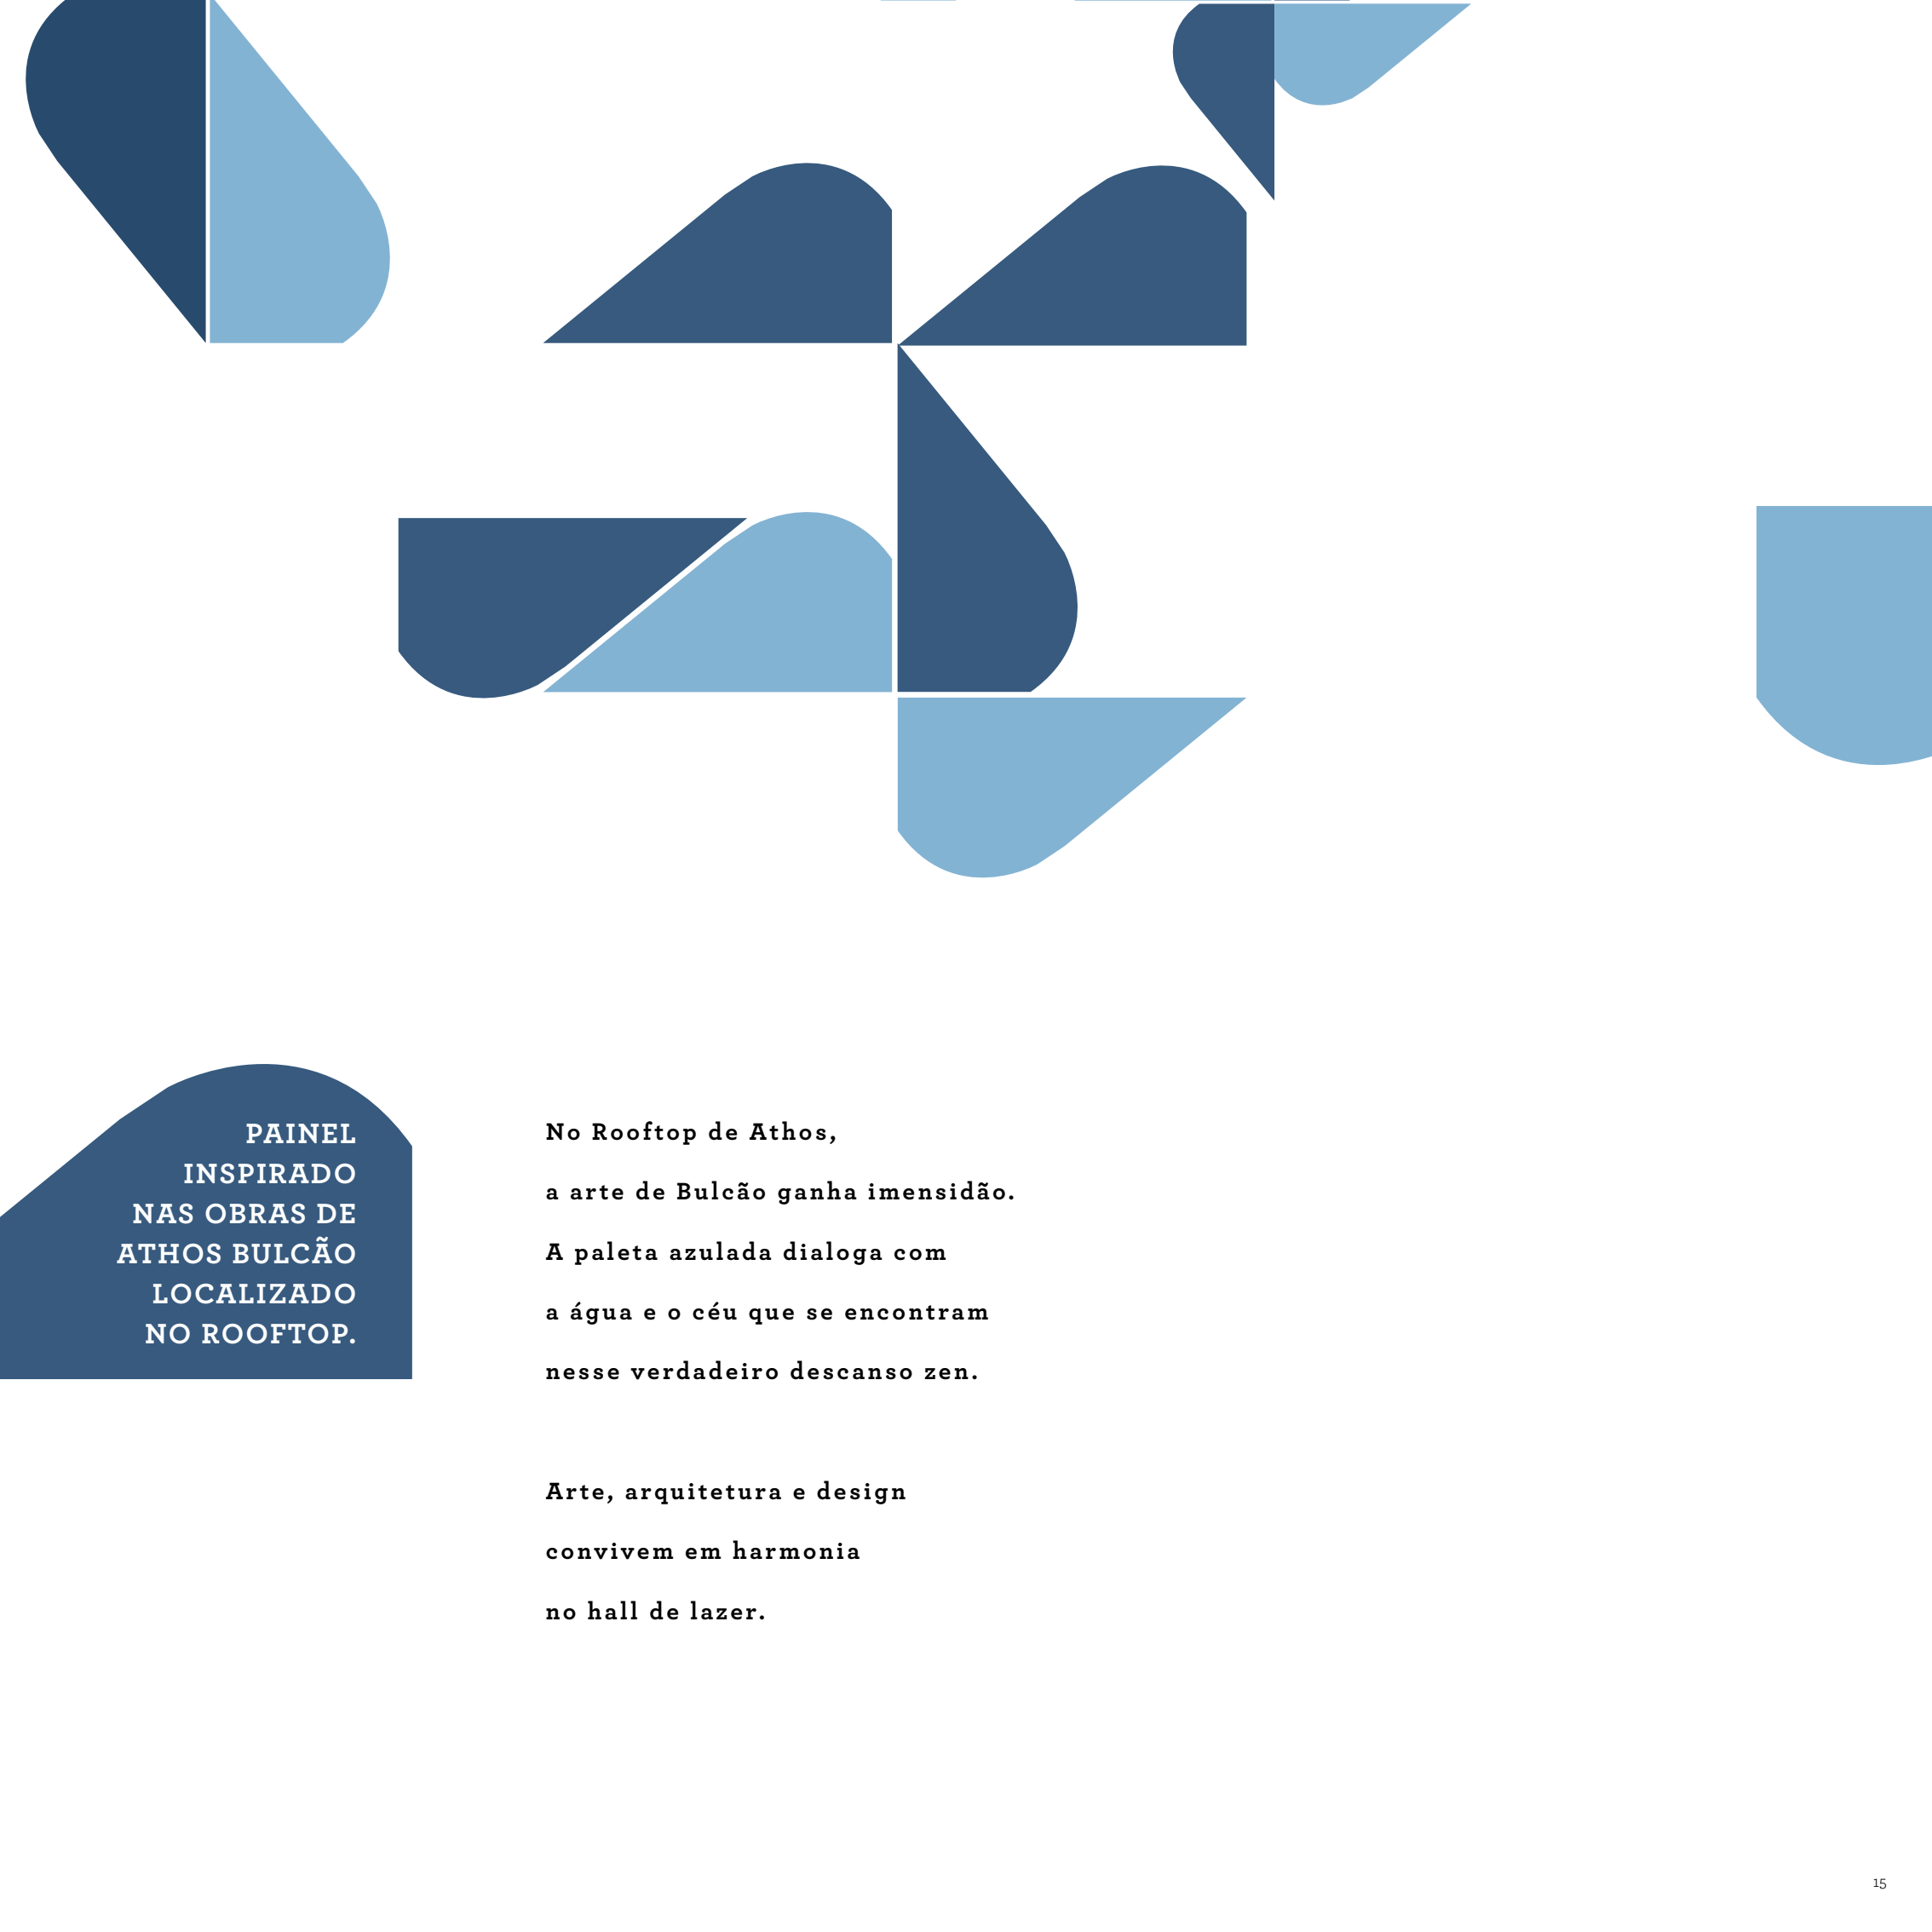 PAINEL
INSPIRADO
NAS OBRAS DE
ATHOS BULCÃO
LOCALIZADO
NO ROOFTOP.
No Rooftop de Athos,
a arte de Bulcão ganha imensidão.
A paleta azulada dialoga com
a água e o céu que se encontram
nesse verdadeiro descanso zen.
Arte, arquitetura e design
convivem em harmonia
no hall de lazer.
15